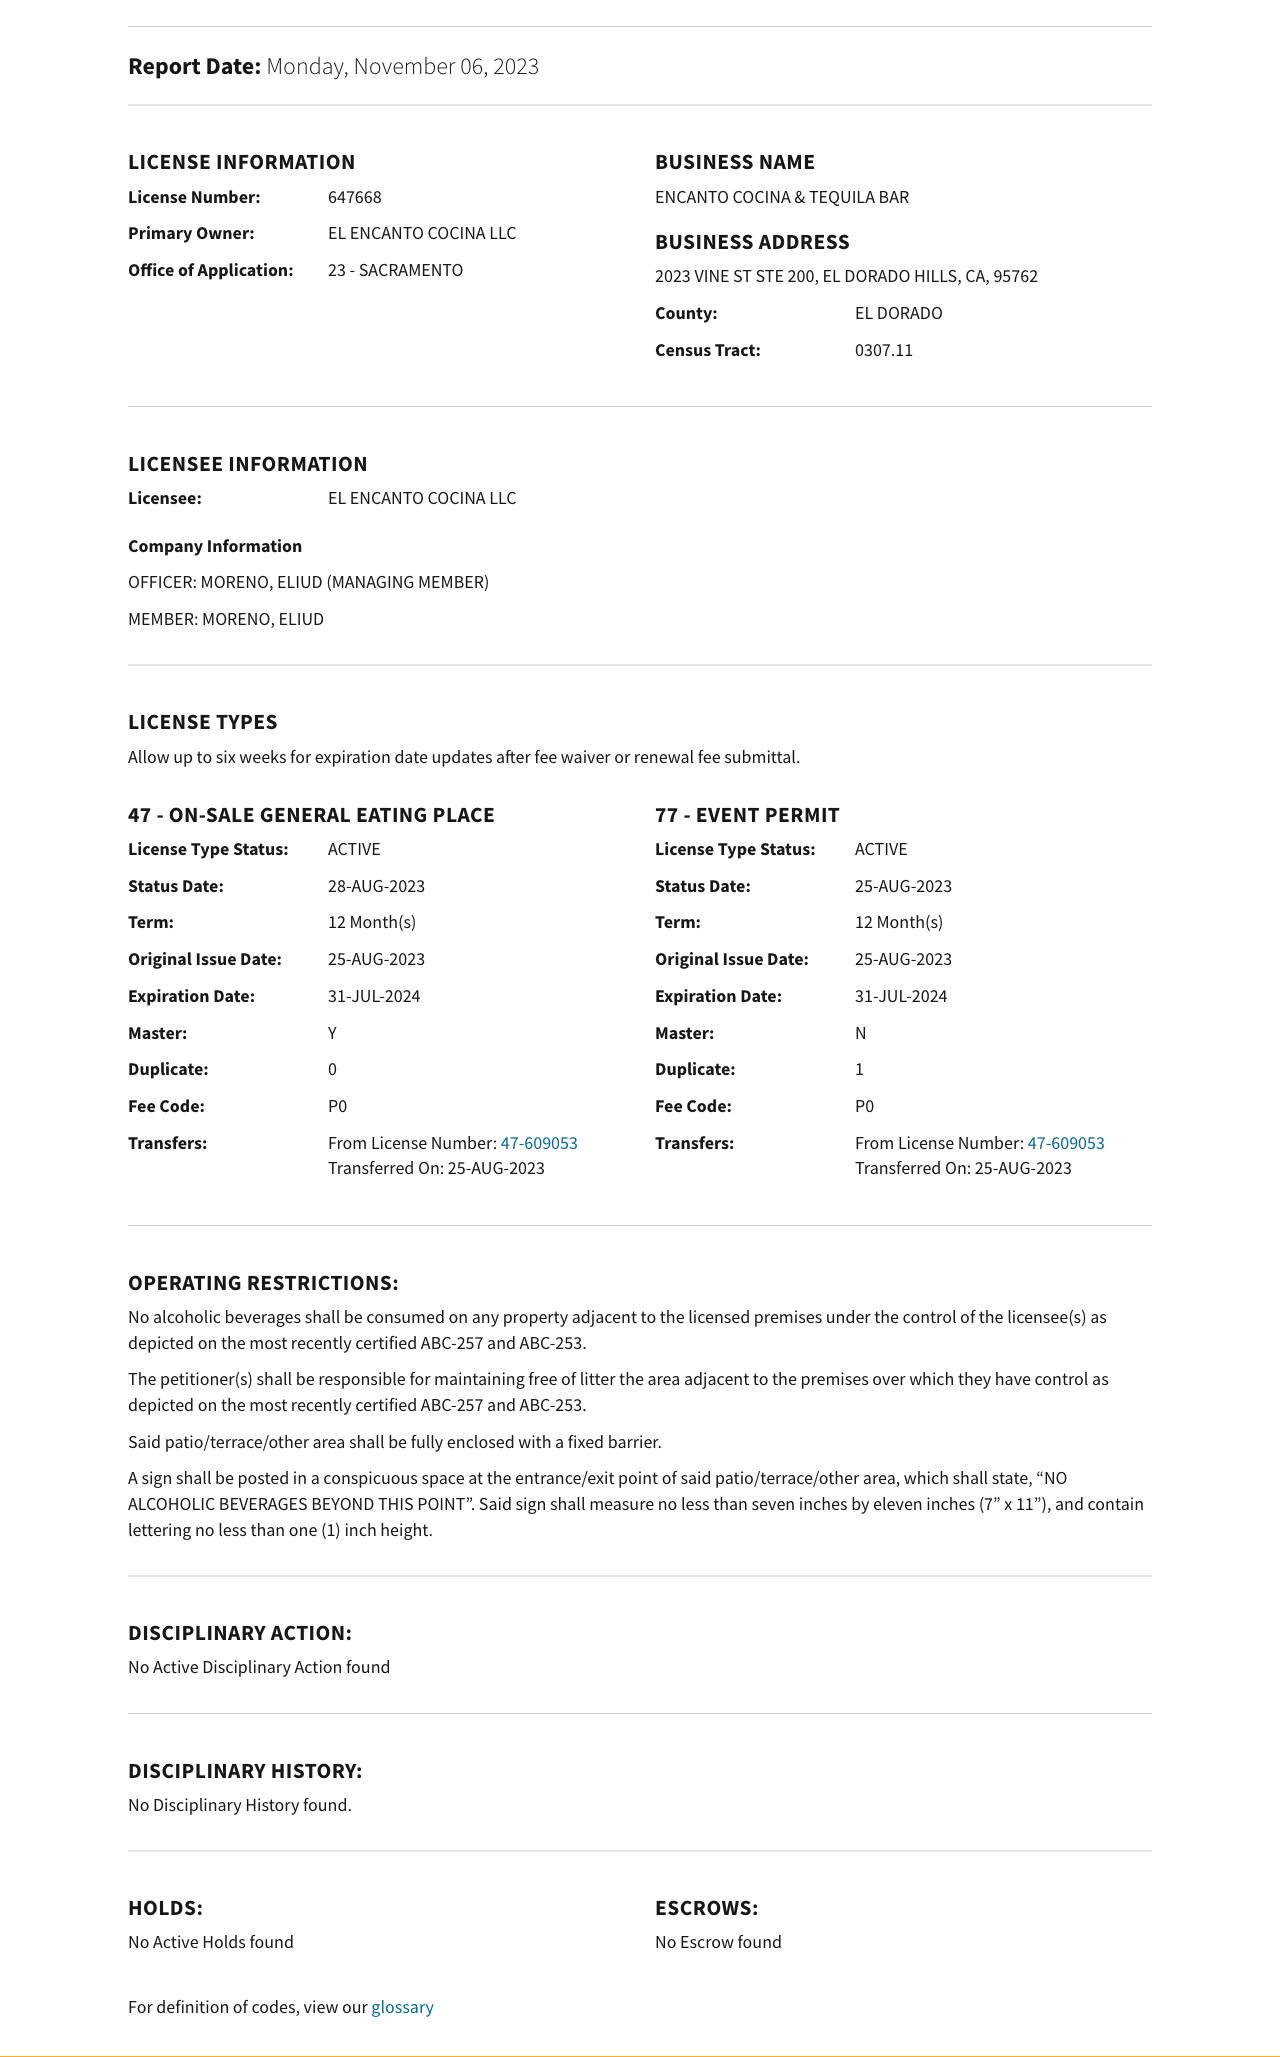 Report Date: Monday, November 06, 2023
LICENSE INFORMATION
License Number: 647668
Primary Owner: EL ENCANTO COCINA LLC
Office of Application: 23 - SACRAMENTO
BUSINESS NAME
ENCANTO COCINA & TEQUILA BAR
BUSINESS ADDRESS
2023 VINE ST STE 200, EL DORADO HILLS, CA, 95762
County: EL DORADO
Census Tract: 0307.11
LICENSEE INFORMATION
Licensee: EL ENCANTO COCINA LLC
Company Information
OFFICER: MORENO, ELIUD (MANAGING MEMBER)
MEMBER: MORENO, ELIUD
LICENSE TYPES
Allow up to six weeks for expiration date updates after fee waiver or renewal fee submittal.
47 - ON-SALE GENERAL EATING PLACE
License Type Status: ACTIVE
Status Date: 28-AUG-2023
Term: 12 Month(s)
Original Issue Date: 25-AUG-2023
Expiration Date: 31-JUL-2024
Master: Y
Duplicate: 0
Fee Code: P0
Transfers: From License Number: 47-609053
Transferred On: 25-AUG-2023
77 - EVENT PERMIT
License Type Status: ACTIVE
Status Date: 25-AUG-2023
Term: 12 Month(s)
Original Issue Date: 25-AUG-2023
Expiration Date: 31-JUL-2024
Master: N
Duplicate: 1
Fee Code: P0
Transfers: From License Number: 47-609053
Transferred On: 25-AUG-2023
OPERATING RESTRICTIONS:
No alcoholic beverages shall be consumed on any property adjacent to the licensed premises under the control of the licensee(s) as
depicted on the most recently certified ABC-257 and ABC-253.
The petitioner(s) shall be responsible for maintaining free of litter the area adjacent to the premises over which they have control as
depicted on the most recently certified ABC-257 and ABC-253.
Said patio/terrace/other area shall be fully enclosed with a fixed barrier.
A sign shall be posted in a conspicuous space at the entrance/exit point of said patio/terrace/other area, which shall state, “NO
ALCOHOLIC BEVERAGES BEYOND THIS POINT”. Said sign shall measure no less than seven inches by eleven inches (7” x 11”), and contain
lettering no less than one (1) inch height.
DISCIPLINARY ACTION:
No Active Disciplinary Action found
DISCIPLINARY HISTORY:
No Disciplinary History found.
HOLDS:
No Active Holds found
ESCROWS:
No Escrow found
For definition of codes, view our glossary